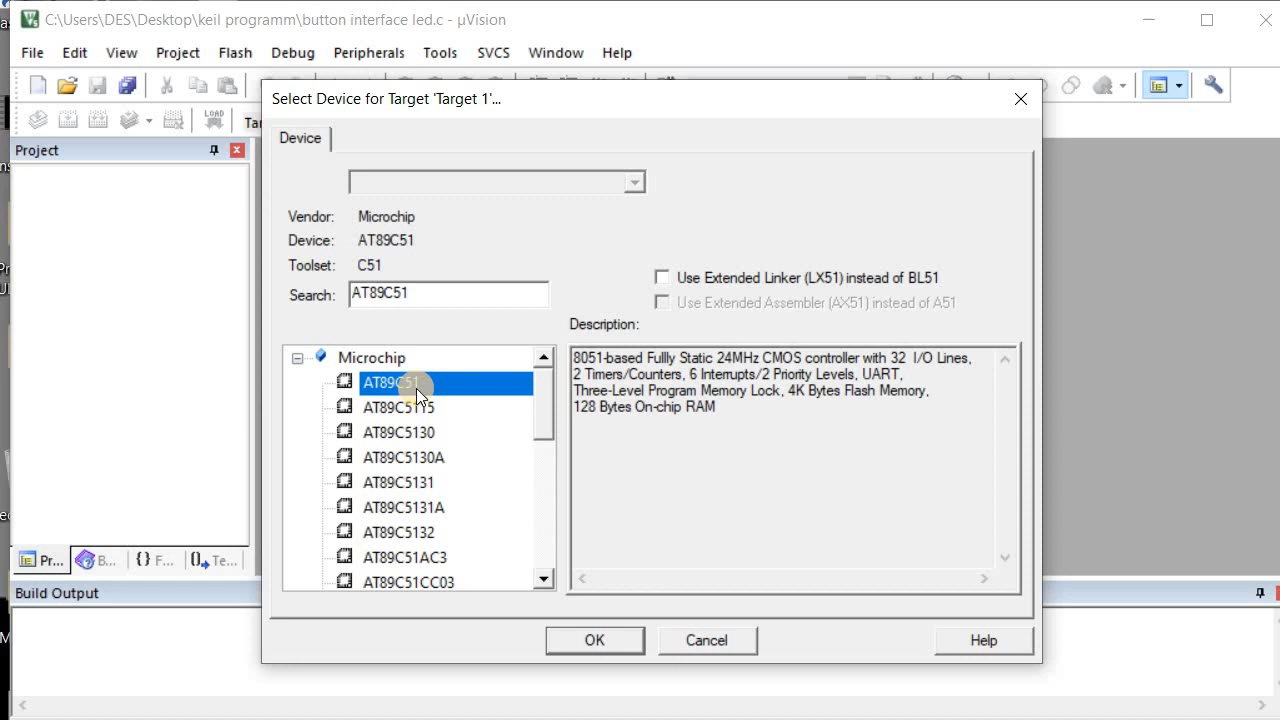 C:\Users\DES\Desktop\keil programm\button interface led.c - µVision
File Edit View Project Flash Debug Peripherals Tools SVCS Window Help
Select Device for Target 'Target 1'...
LOAD
Project
Device
Vendor: Microchip
Device: AT89C51
Toolset: C51
Search: AT89C51
Use Extended Linker (LX51) instead of BL51
Use Extended Assembler (AX51) instead of A51
Description:
Microchip
AT89C51
AT89C5115
AT89C5130
AT89C5130A
AT89C5131
AT89C5131A
AT89C5132
AT89C51AC3
AT89C51CC03
8051-based Fullly Static 24MHz CMOS controller with 32 I/O Lines,
2 Timers/Counters, 6 Interrupts/2 Priority Levels, UART,
Three-Level Program Memory Lock, 4K Bytes Flash Memory,
128 Bytes On-chip RAM
Pr... B... {} F... Te...
Build Output
OK Cancel Help